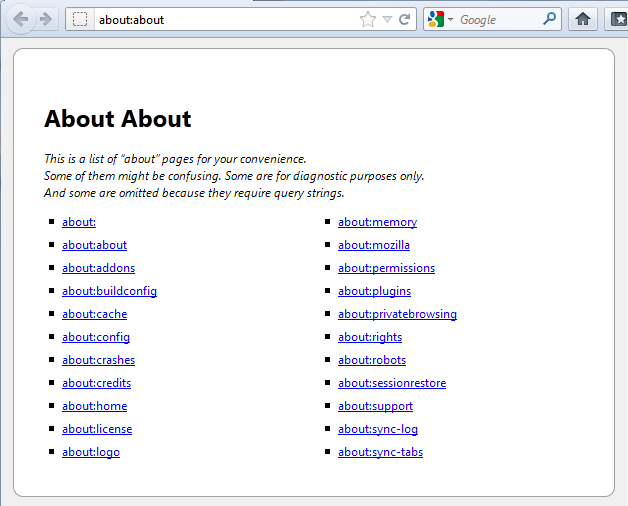 about:about
Google
About About
This is a list of “about” pages for your convenience.
Some of them might be confusing. Some are for diagnostic purposes only.
And some are omitted because they require query strings.
about:
about:about
about:addons
about:buildconfig
about:cache
about:config
about:crashes
about:credits
about:home
about:license
about:logo
about:memory
about:mozilla
about:permissions
about:plugins
about:privatebrowsing
about:rights
about:robots
about:sessionrestore
about:support
about:sync-log
about:sync-tabs